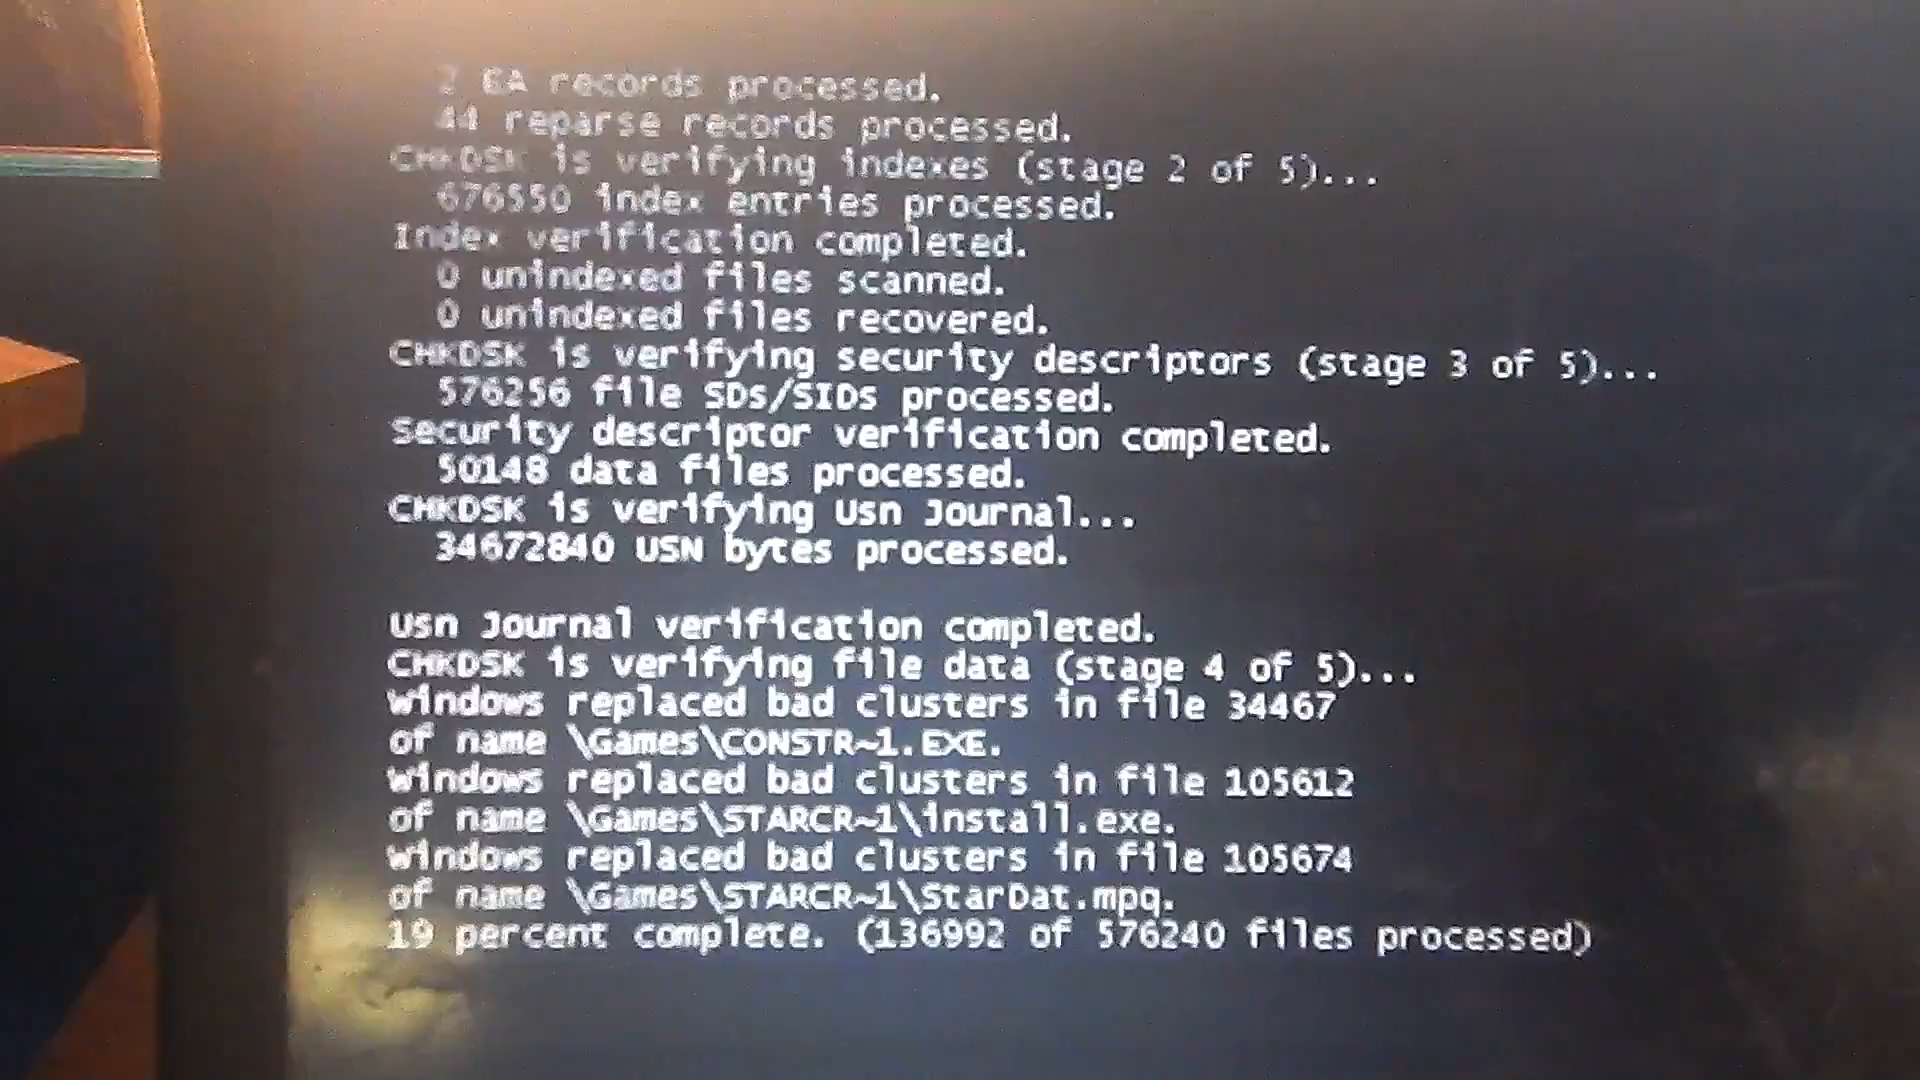 2 EA records processed.
44 reparse records processed.
CHKDSK is verifying indexes (stage 2 of 5)...
676550 index entries processed.
Index verification completed.
0 unindexed files scanned.
0 unindexed files recovered.
CHKDSK is verifying security descriptors (stage 3 of 5)...
576256 file SDs/SIDs processed.
Security descriptor verification completed.
50148 data files processed.
CHKDSK is verifying Usn Journal...
34672840 USN bytes processed.
Usn Journal verification completed.
CHKDSK is verifying file data (stage 4 of 5)...
Windows replaced bad clusters in file 34467
of name \Games\CONSTR~1.EXE.
Windows replaced bad clusters in file 105612
of name \Games\STARCR~1\install.exe.
Windows replaced bad clusters in file 105674
of name \Games\STARCR~1\StarDat.mpq.
19 percent complete. (136992 of 576240 files processed)